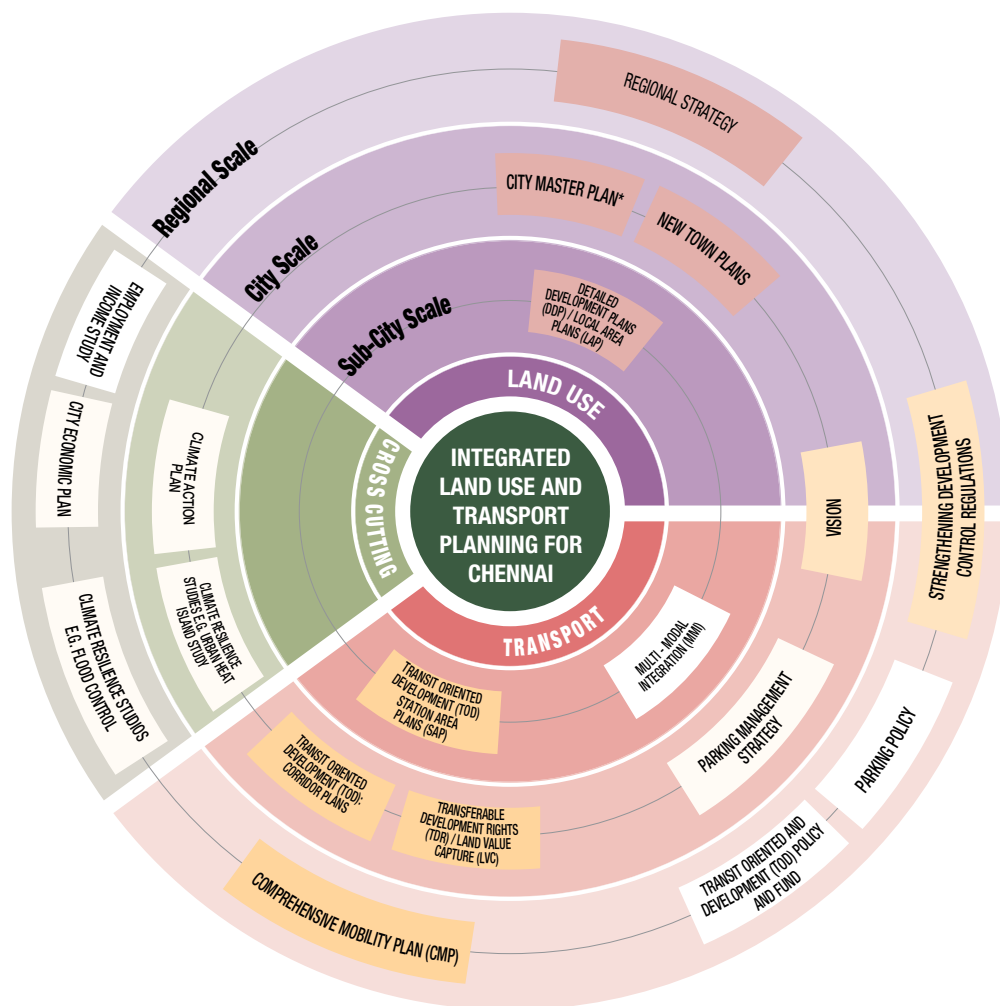 INTEGRATED
LAND USE AND
TRANSPORT
PLANNING FOR
CHENNAI
LAND USE
TRANSPORT
CROSS CUTTING
Regional Scale
City Scale
Sub-City Scale
REGIONAL STRATEGY
CITY MASTER PLAN*
NEW TOWN PLANS
DETAILED
DEVELOPMENT PLANS
(DDP) / LOCAL AREA
PLANS (LAP)
STRENGTHENING DEVELOPMENT
CONTROL REGULATIONS
VISION
MULTI - MODAL
INTEGRATION (MMI)
PARKING MANAGEMENT
STRATEGY
PARKING POLICY
TRANSIT ORIENTED AND
DEVELOPMENT (TOD) POLICY
AND FUND
TRANSIT ORIENTED
DEVELOPMENT (TOD)
STATION AREA
PLANS (SAP)
TRANSFERABLE
DEVELOPMENT RIGHTS
(TDR) / LAND VALUE
CAPTURE (LVC)
TRANSIT ORIENTED
DEVELOPMENT (TOD):
CORRIDOR PLANS
COMPREHENSIVE MOBILITY PLAN (CMP)
EMPLOYMENT AND
INCOME STUDY
CITY ECONOMIC PLAN
CLIMATE RESILIENCE STUDIOS
E.G. FLOOD CONTROL
CLIMATE ACTION
PLAN
CLIMATE RESILIENCE
STUDIES E.G. URBAN HEAT
ISLAND STUDY